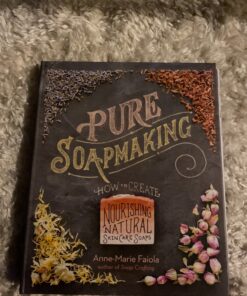 PURE
SOAPMAKING
HOW TO CREATE
NOURISHING
NATURAL
SKIN CARE SOAPS
Anne-Marie Faiola
author of Soap Crafting